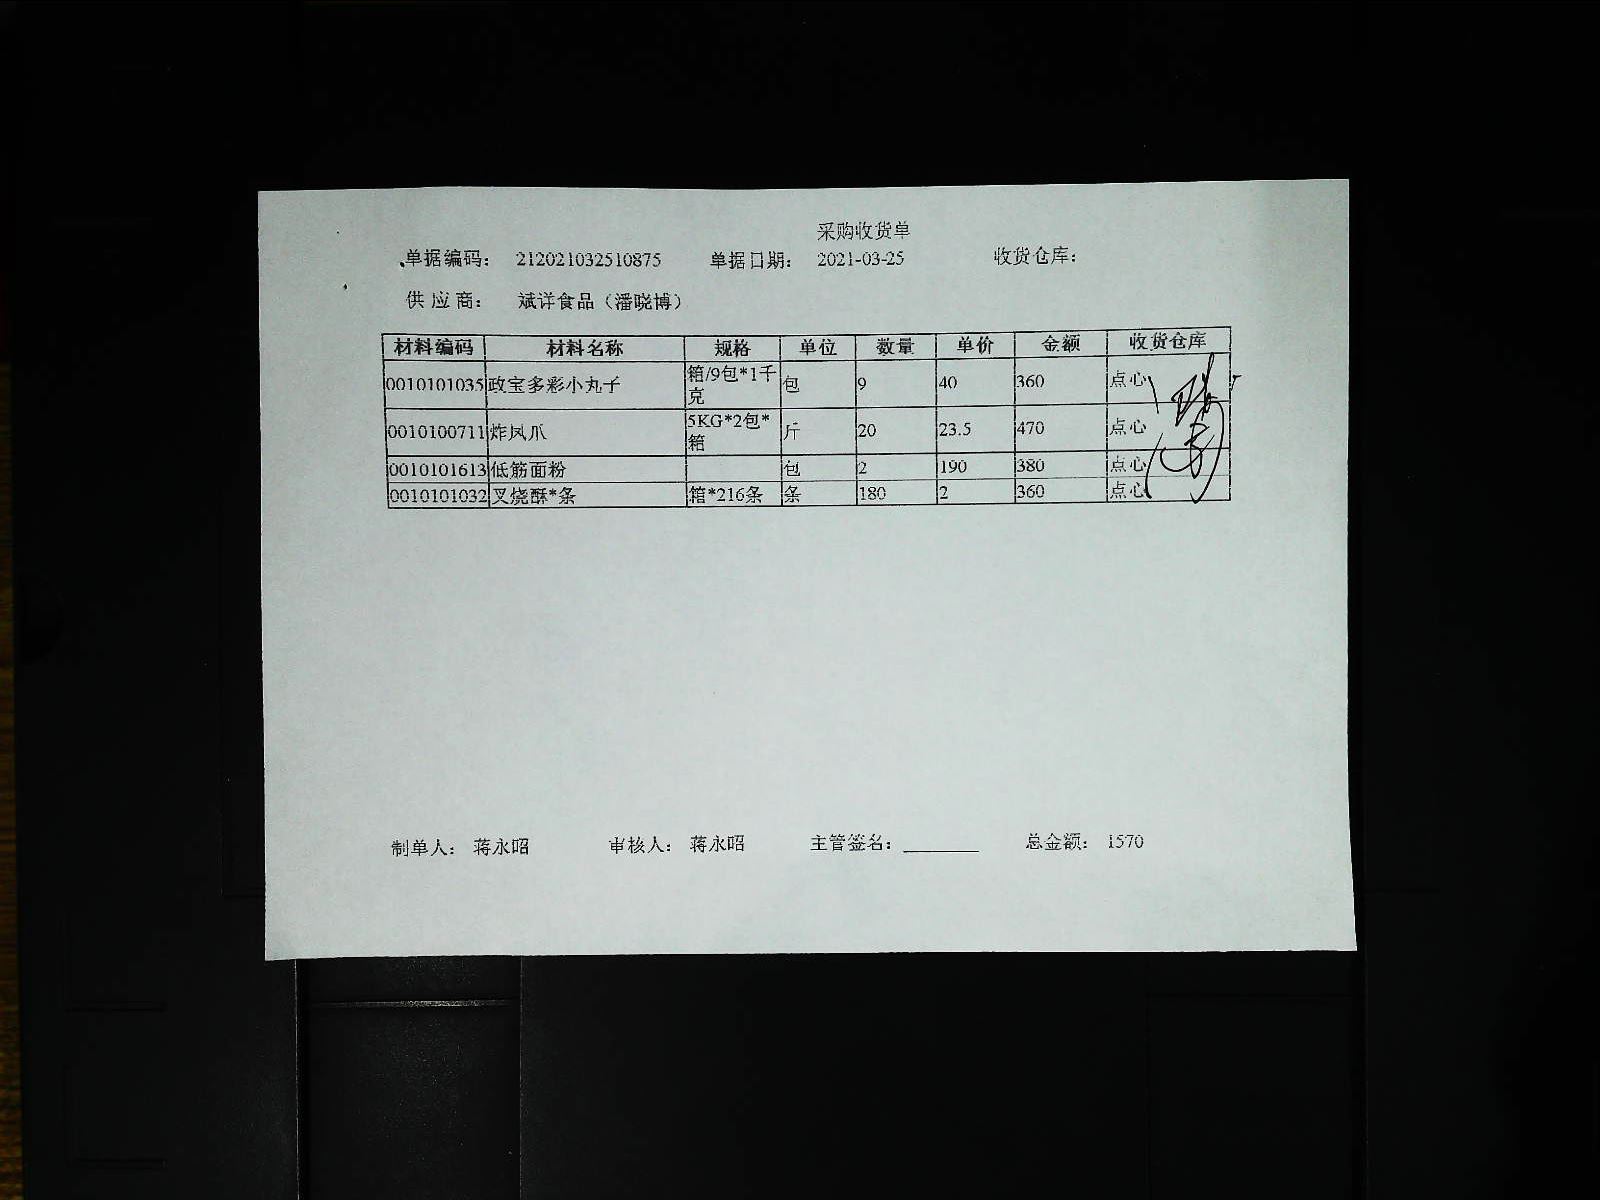 采购收货单
单据编码: 212021032510875 单据日期: 2021-03-25 收货仓库:
供 应 商: 斌详食品（潘晓博）
材料编码 材料名称 规格 单位 数量 单价 金额 收货仓库
0010101035 政宝多彩小丸子 箱/9包*1千克 包 9 40 360 点心
0010100711 炸凤爪 5KG*2包*箱 斤 20 23.5 470 点心
0010101613 低筋面粉 包 2 190 380 点心
0010101032 叉烧酥*条 箱*216条 条 180 2 360 点心
制单人: 蒋永昭 审核人: 蒋永昭 主管签名: 总金额: 1570